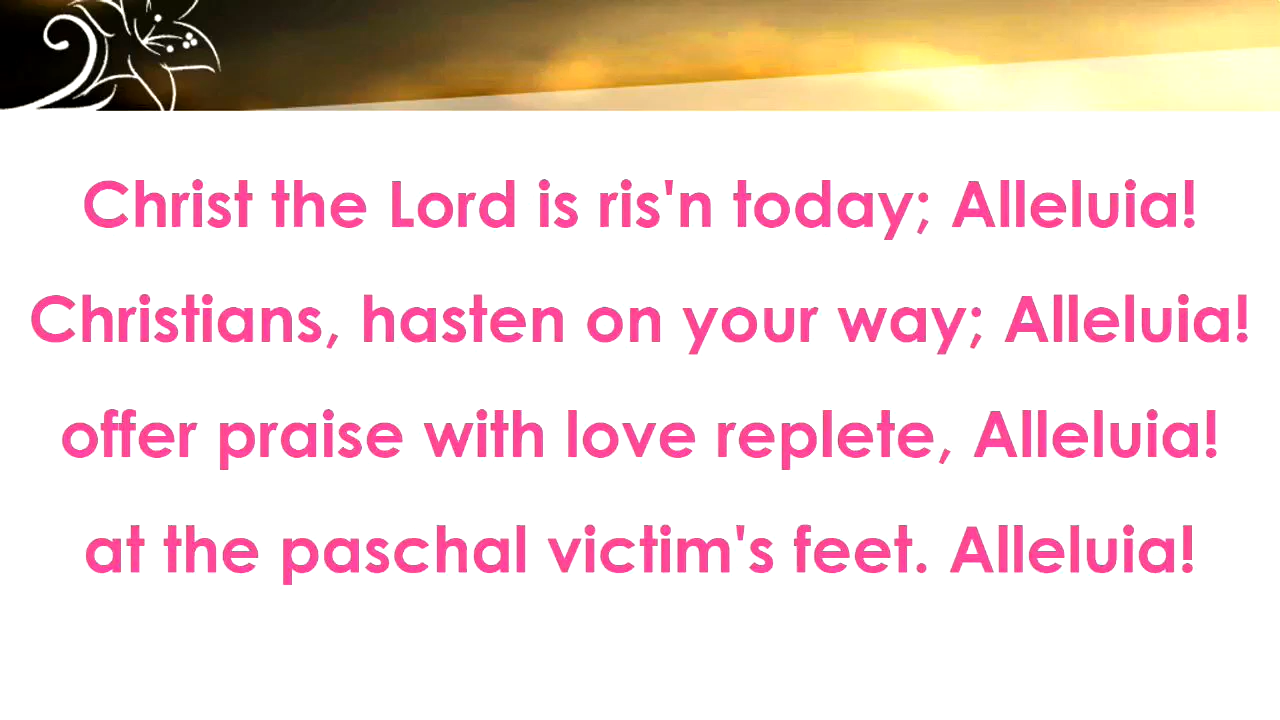 Christ the Lord is ris'n today; Alleluia!
Christians, hasten on your way; Alleluia!
offer praise with love replete, Alleluia!
at the paschal victim's feet. Alleluia!